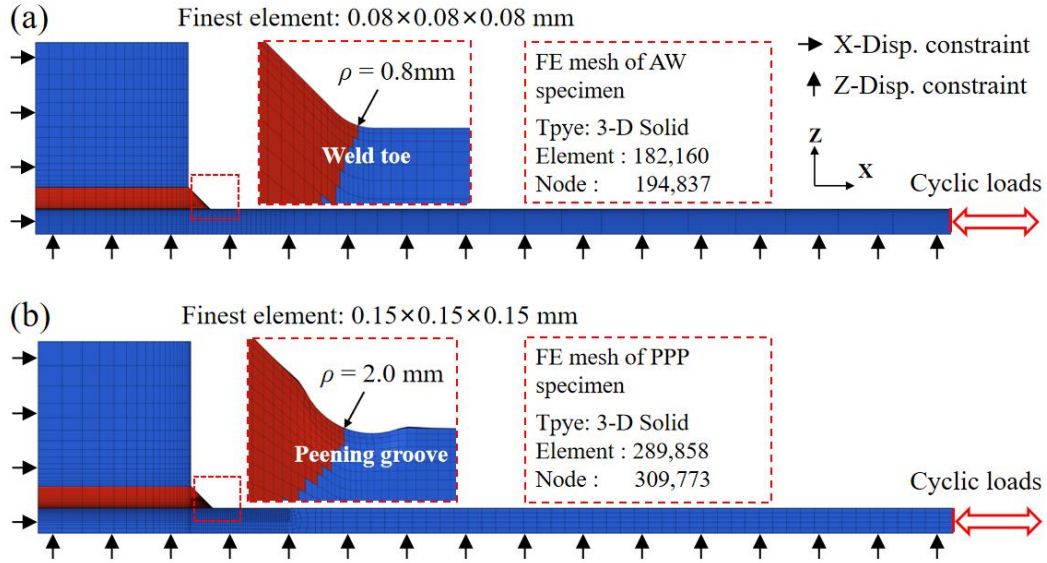 (a)
Finest element: 0.08×0.08×0.08 mm
ρ = 0.8mm
Weld toe
FE mesh of AW
specimen
Tpye: 3-D Solid
Element : 182,160
Node : 194,837
X-Disp. constraint
Z-Disp. constraint
Z
X
Cyclic loads
(b)
Finest element: 0.15×0.15×0.15 mm
ρ = 2.0 mm
Peening groove
FE mesh of PPP
specimen
Tpye: 3-D Solid
Element : 289,858
Node : 309,773
Cyclic loads